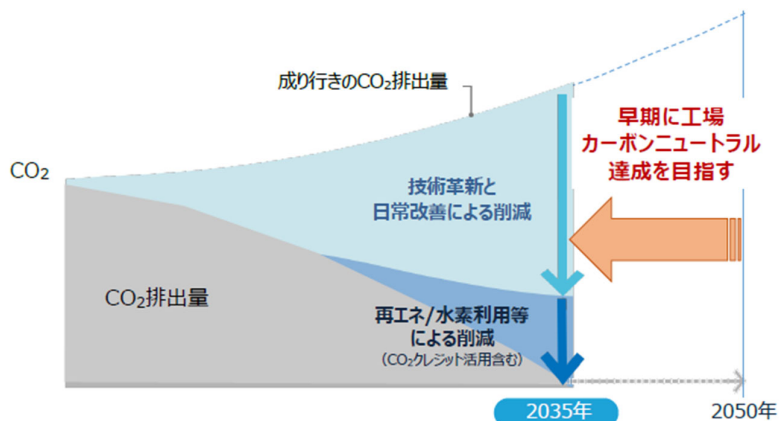 成り行きのCO₂排出量
早期に工場
カーボンニュートラル
達成を目指す
CO₂
技術革新と
日常改善による削減
CO₂排出量
再エネ/水素利用等
による削減
(CO₂クレジット活用含む)
2035年
2050年